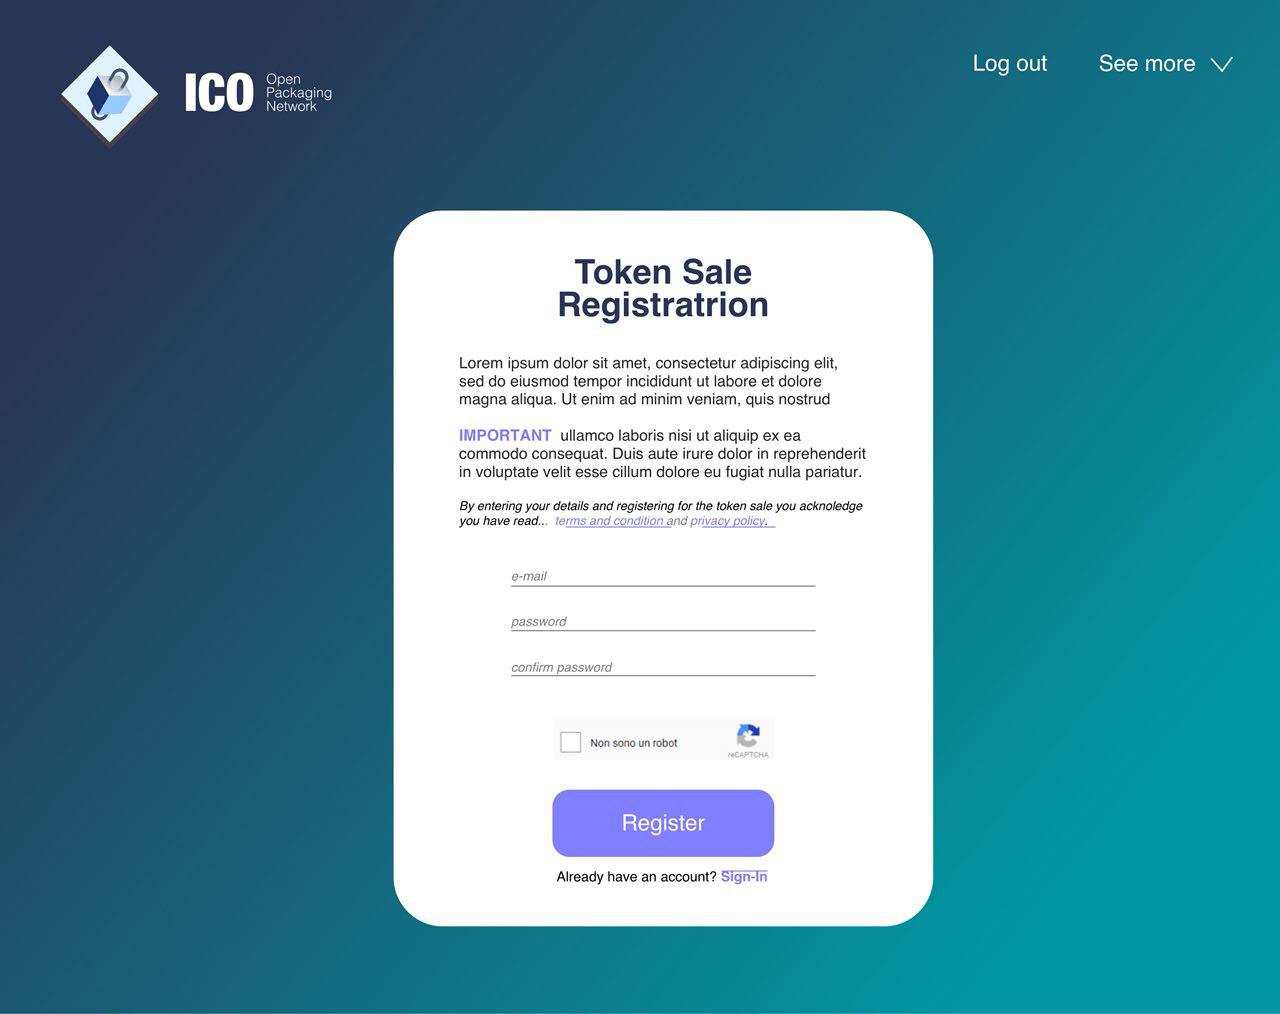 ICO
Open
Packaging
Network
Log out
See more
Token Sale
Registratrion
Lorem ipsum dolor sit amet, consectetur adipiscing elit,
sed do eiusmod tempor incididunt ut labore et dolore
magna aliqua. Ut enim ad minim veniam, quis nostrud
IMPORTANT ullamco laboris nisi ut aliquip ex ea
commodo consequat. Duis aute irure dolor in reprehenderit
in voluptate velit esse cillum dolore eu fugiat nulla pariatur.
By entering your details and registering for the token sale you acknoledge
you have read... terms and condition and privacy policy.
e-mail
password
confirm password
Non sono un robot
reCAPTCHA
Register
Already have an account? Sign-In